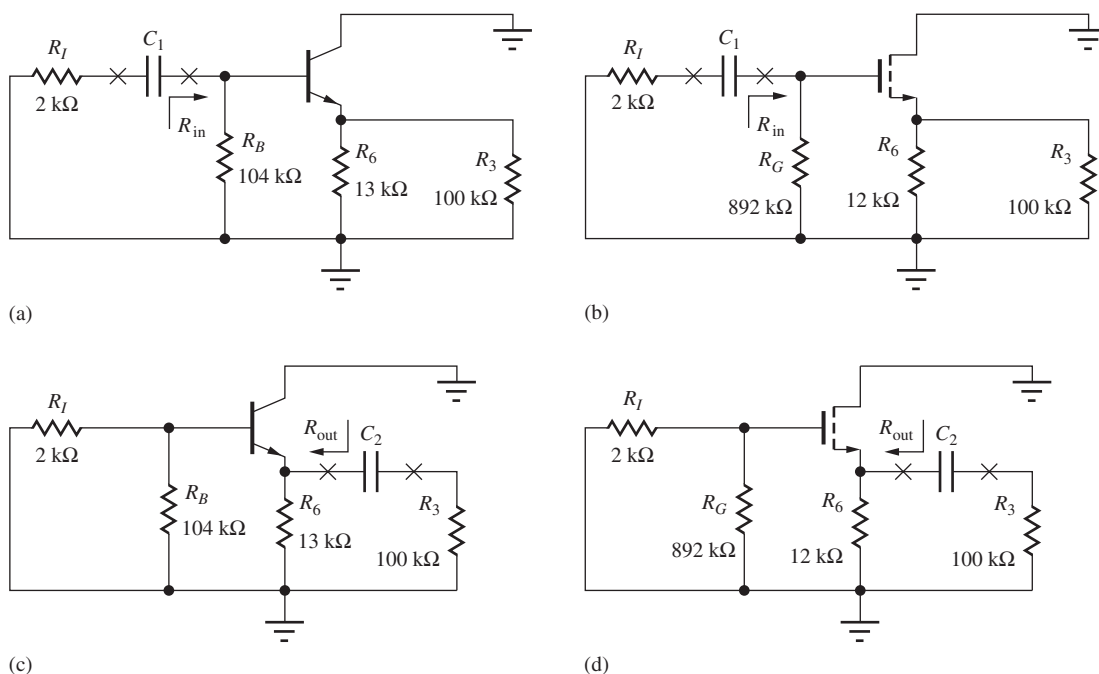 R_I
2 kΩ
C_1
R_in
R_B
104 kΩ
R_6
13 kΩ
R_3
100 kΩ
(a)
R_I
2 kΩ
C_1
R_in
R_G
892 kΩ
R_6
12 kΩ
R_3
100 kΩ
(b)
R_I
2 kΩ
R_B
104 kΩ
R_out
C_2
R_6
13 kΩ
R_3
100 kΩ
(c)
R_I
2 kΩ
R_G
892 kΩ
R_out
C_2
R_6
12 kΩ
R_3
100 kΩ
(d)